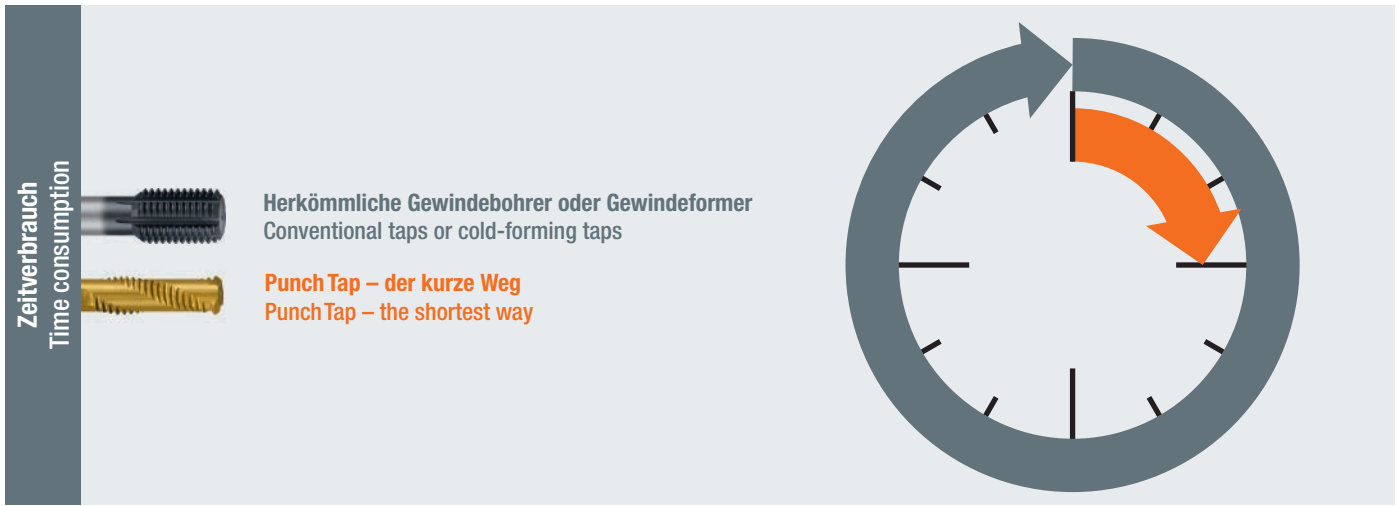 Zeitverbrauch
Time consumption
Herkömmliche Gewindebohrer oder Gewindeformer
Conventional taps or cold-forming taps
Punch Tap – der kurze Weg
Punch Tap – the shortest way